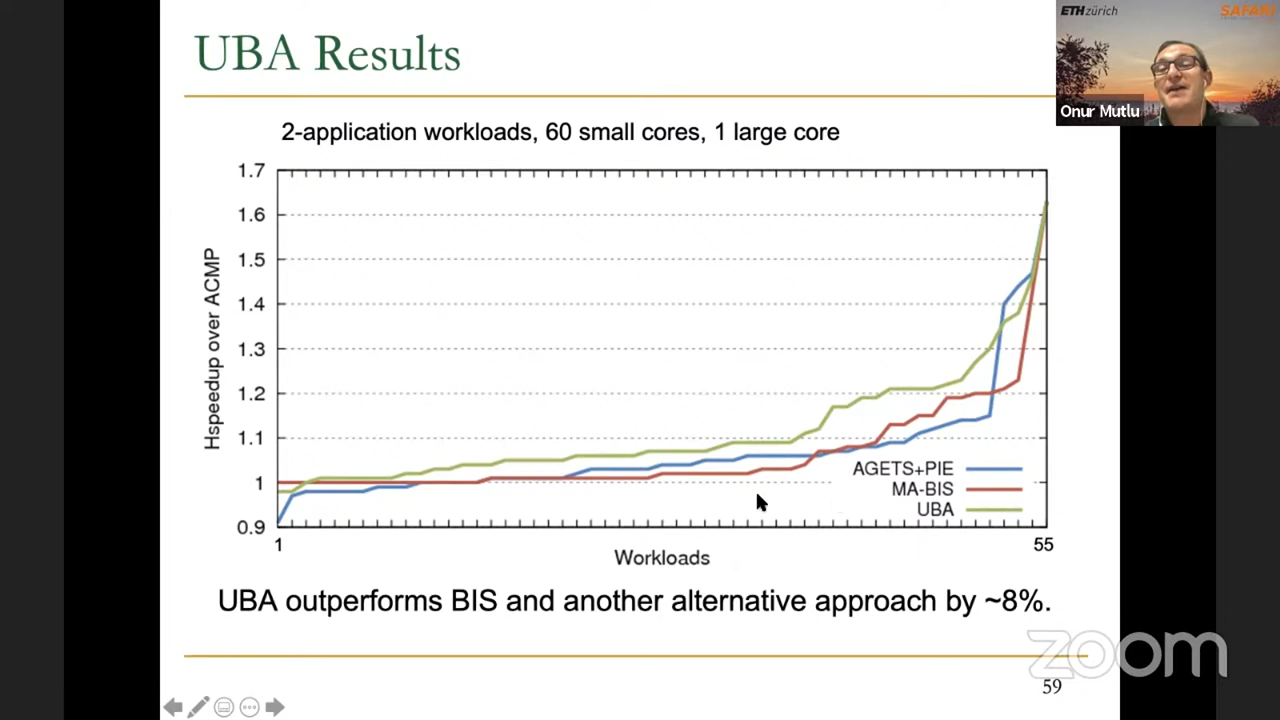 UBA Results
ETHzürich
SAFARI
Onur Mutlu
2-application workloads, 60 small cores, 1 large core
Hspeedup over ACMP
1.7
1.6
1.5
1.4
1.3
1.2
1.1
1
0.9
AGETS+PIE
MA-BIS
UBA
1
55
Workloads
UBA outperforms BIS and another alternative approach by ~8%.
zoom
59